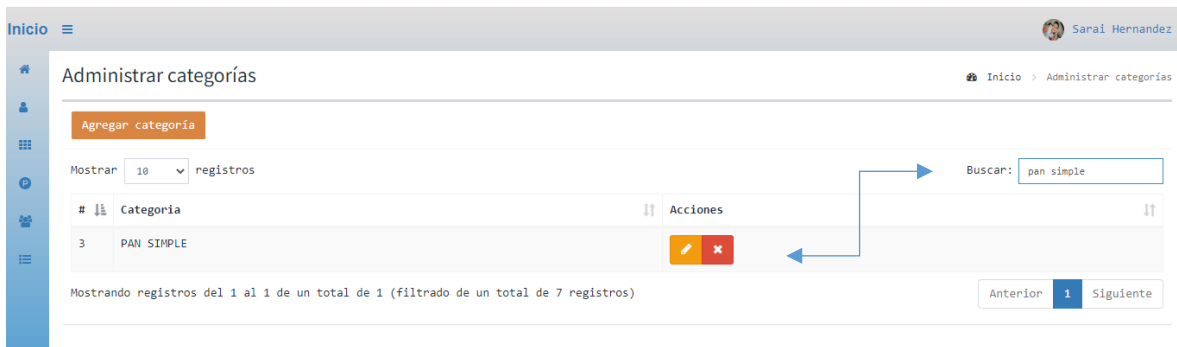 Inicio
Sarai Hernandez
Administrar categorías
Inicio > Administrar categorías
Agregar categoría
Mostrar 10 registros
Buscar: pan simple
# Categoria Acciones
3 PAN SIMPLE
Mostrando registros del 1 al 1 de un total de 1 (filtrado de un total de 7 registros)
Anterior 1 Siguiente
P